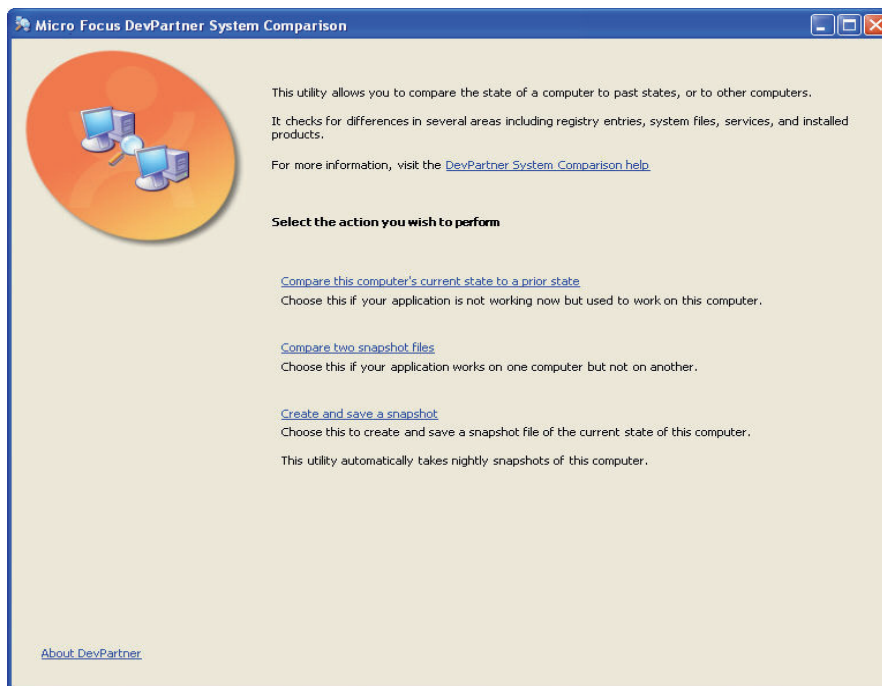 Micro Focus DevPartner System Comparison
This utility allows you to compare the state of a computer to past states, or to other computers.
It checks for differences in several areas including registry entries, system files, services, and installed
products.
For more information, visit the DevPartner System Comparison help
Select the action you wish to perform
Compare this computer's current state to a prior state
Choose this if your application is not working now but used to work on this computer.
Compare two snapshot files
Choose this if your application works on one computer but not on another.
Create and save a snapshot
Choose this to create and save a snapshot file of the current state of this computer.
This utility automatically takes nightly snapshots of this computer.
About DevPartner